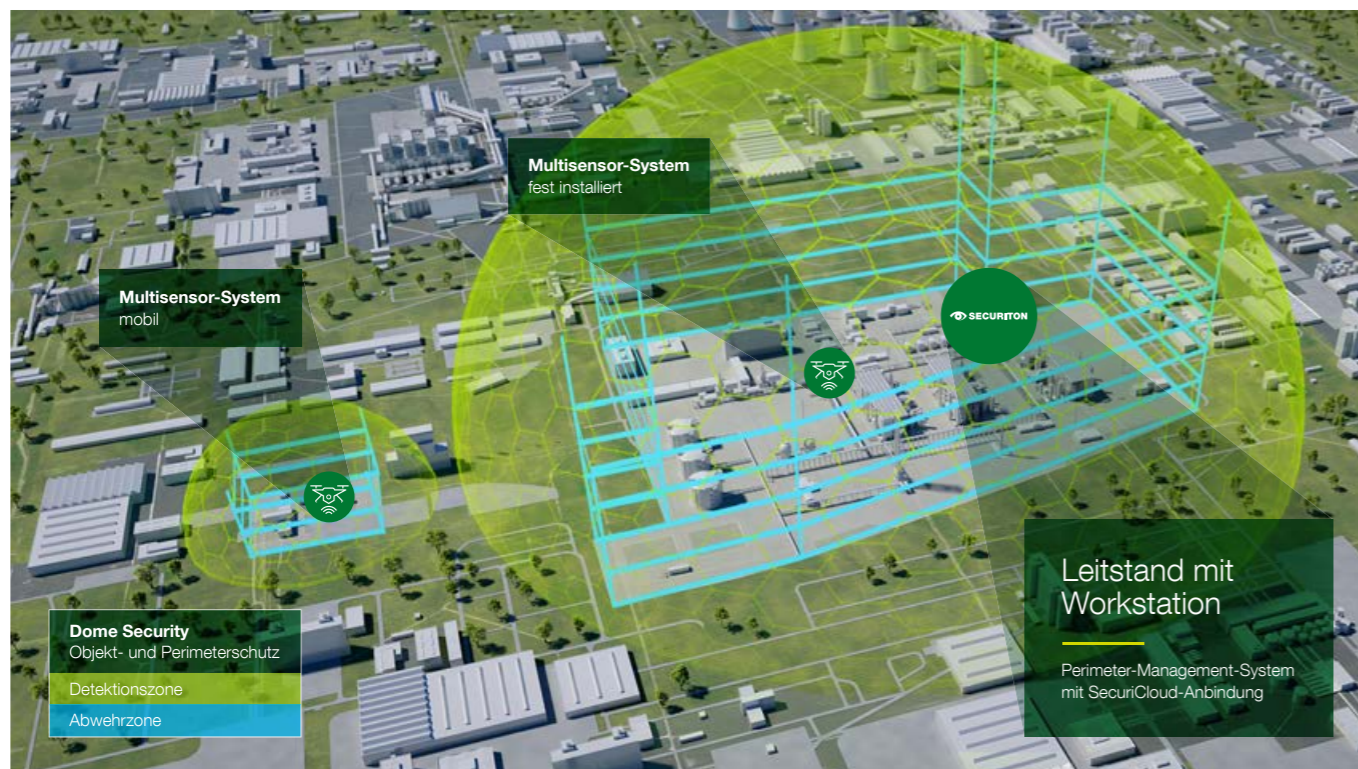 Multisensor-System
fest installiert
Multisensor-System
mobil
SECURITON
Leitstand mit
Workstation
Perimeter-Management-System
mit SecuriCloud-Anbindung
Dome Security
Objekt- und Perimeterschutz
Detektionszone
Abwehrzone